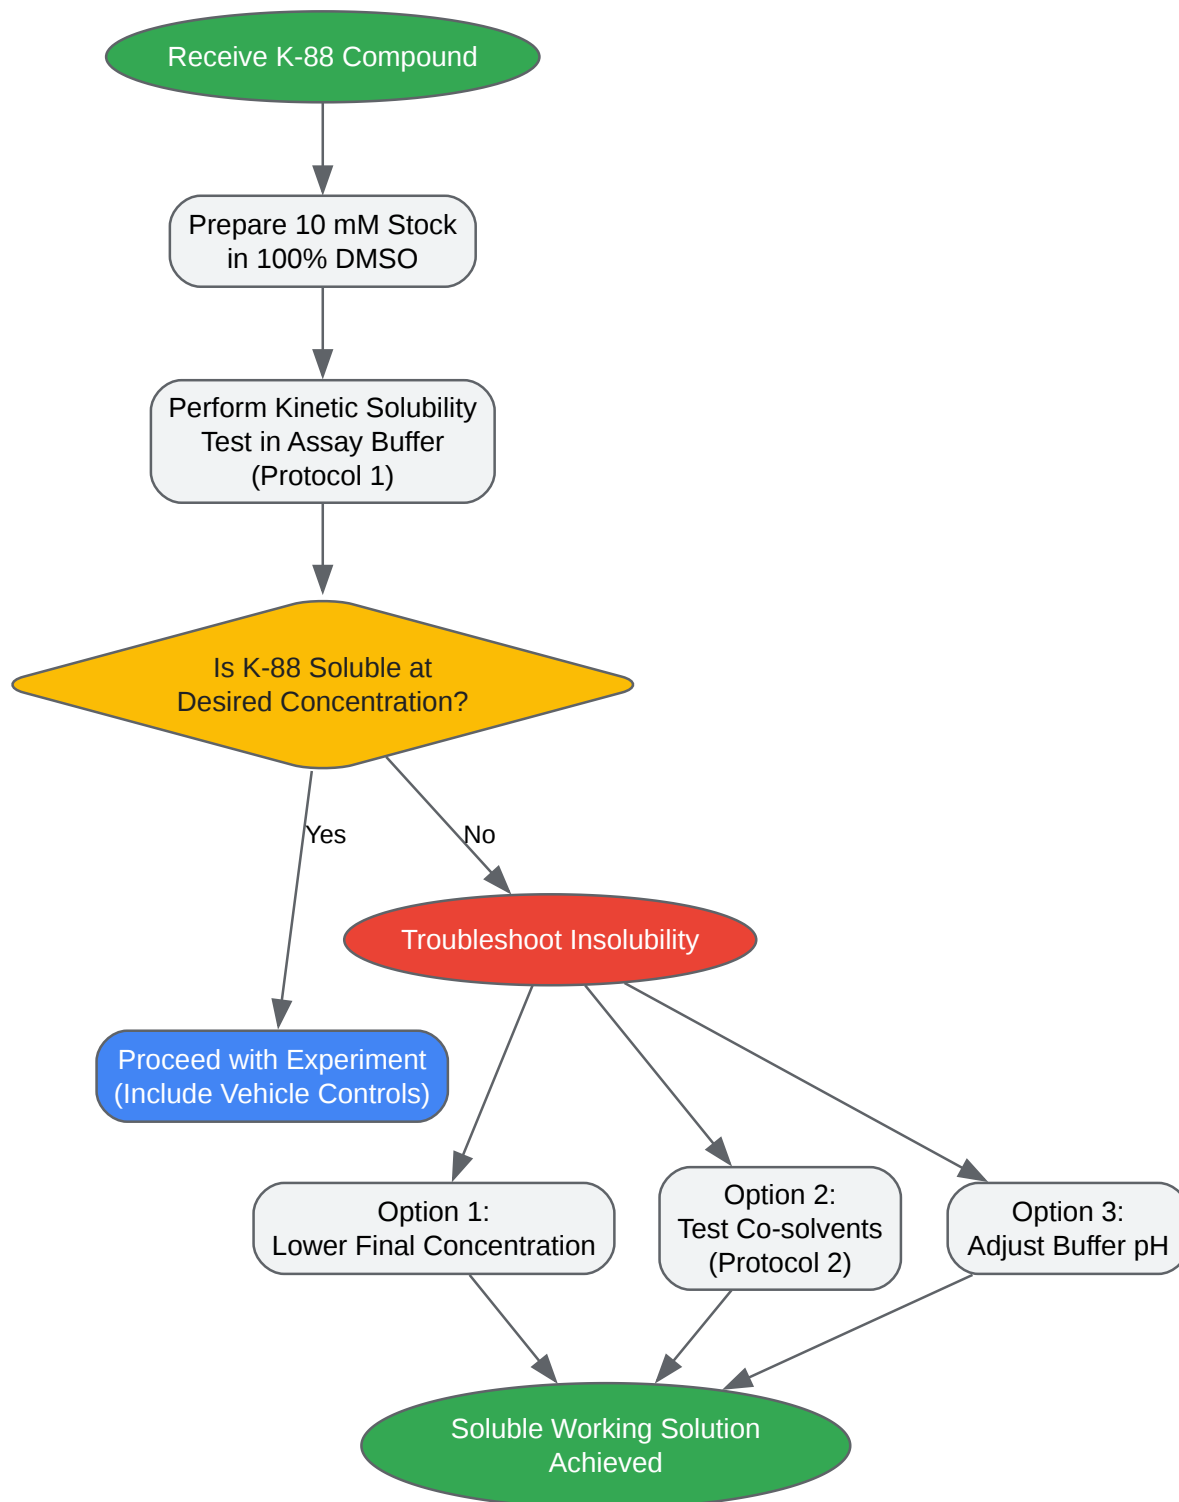 Receive K-88 Compound
Prepare 10 mM Stock
in 100% DMSO
Perform Kinetic Solubility
Test in Assay Buffer
(Protocol 1)
Is K-88 Soluble at
Desired Concentration?
Yes
No
Troubleshoot Insolubility
Proceed with Experiment
(Include Vehicle Controls)
Option 1:
Lower Final Concentration
Option 2:
Test Co-solvents
(Protocol 2)
Option 3:
Adjust Buffer pH
Soluble Working Solution
Achieved